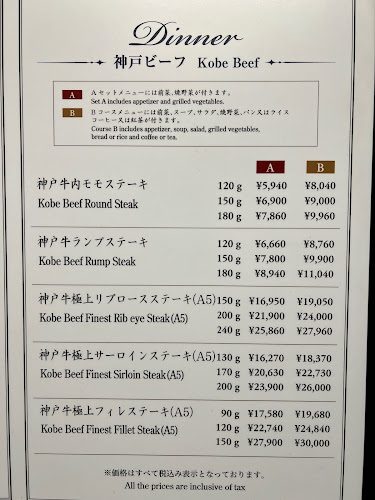 Dinner
神戸ビーフ Kobe Beef
A Aセットメニューには前菜、焼野菜が付きます。
Set A includes appetizer and grilled vegetables.
B Bコースメニューには前菜、スープ、サラダ、焼野菜、パン又はライス
コーヒー又は紅茶が付きます。
Course B includes appetizer, soup, salad, grilled vegetables,
bread or rice and coffee or tea.
A B
神戸牛内モモステーキ 120 g ¥5,940 ¥8,040
Kobe Beef Round Steak 150 g ¥6,900 ¥9,000
180 g ¥7,860 ¥9,960
神戸牛ランプステーキ 120 g ¥6,660 ¥8,760
Kobe Beef Rump Steak 150 g ¥7,800 ¥9,900
180 g ¥8,940 ¥11,040
神戸牛極上リブロースステーキ(A5) 150 g ¥16,950 ¥19,050
Kobe Beef Finest Rib eye Steak(A5) 200 g ¥21,900 ¥24,000
240 g ¥25,860 ¥27,960
神戸牛極上サーロインステーキ(A5) 130 g ¥16,270 ¥18,370
Kobe Beef Finest Sirloin Steak(A5) 170 g ¥20,630 ¥22,730
200 g ¥23,900 ¥26,000
神戸牛極上フィレステーキ(A5) 90 g ¥17,580 ¥19,680
Kobe Beef Finest Fillet Steak(A5) 120 g ¥22,740 ¥24,840
150 g ¥27,900 ¥30,000
※価格はすべて税込み表示となっております。
All the prices are inclusive of tax